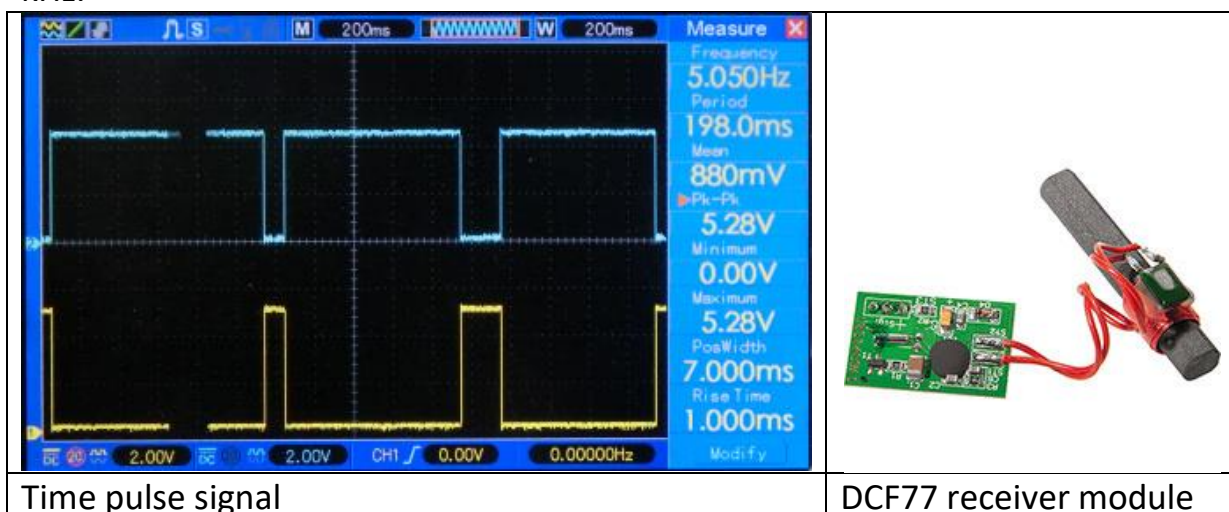 M 200ms W 200ms Measure
Frequency
5.050Hz
Period
198.0ms
Mean
880mV
Pk-Pk
5.28V
Minimum
0.00V
Maximum
5.28V
PosWidth
7.000ms
RiseTime
1.000ms
2.00V 2.00V CH1 0.00V 0.00000Hz Modify
Time pulse signal
DCF77 receiver module